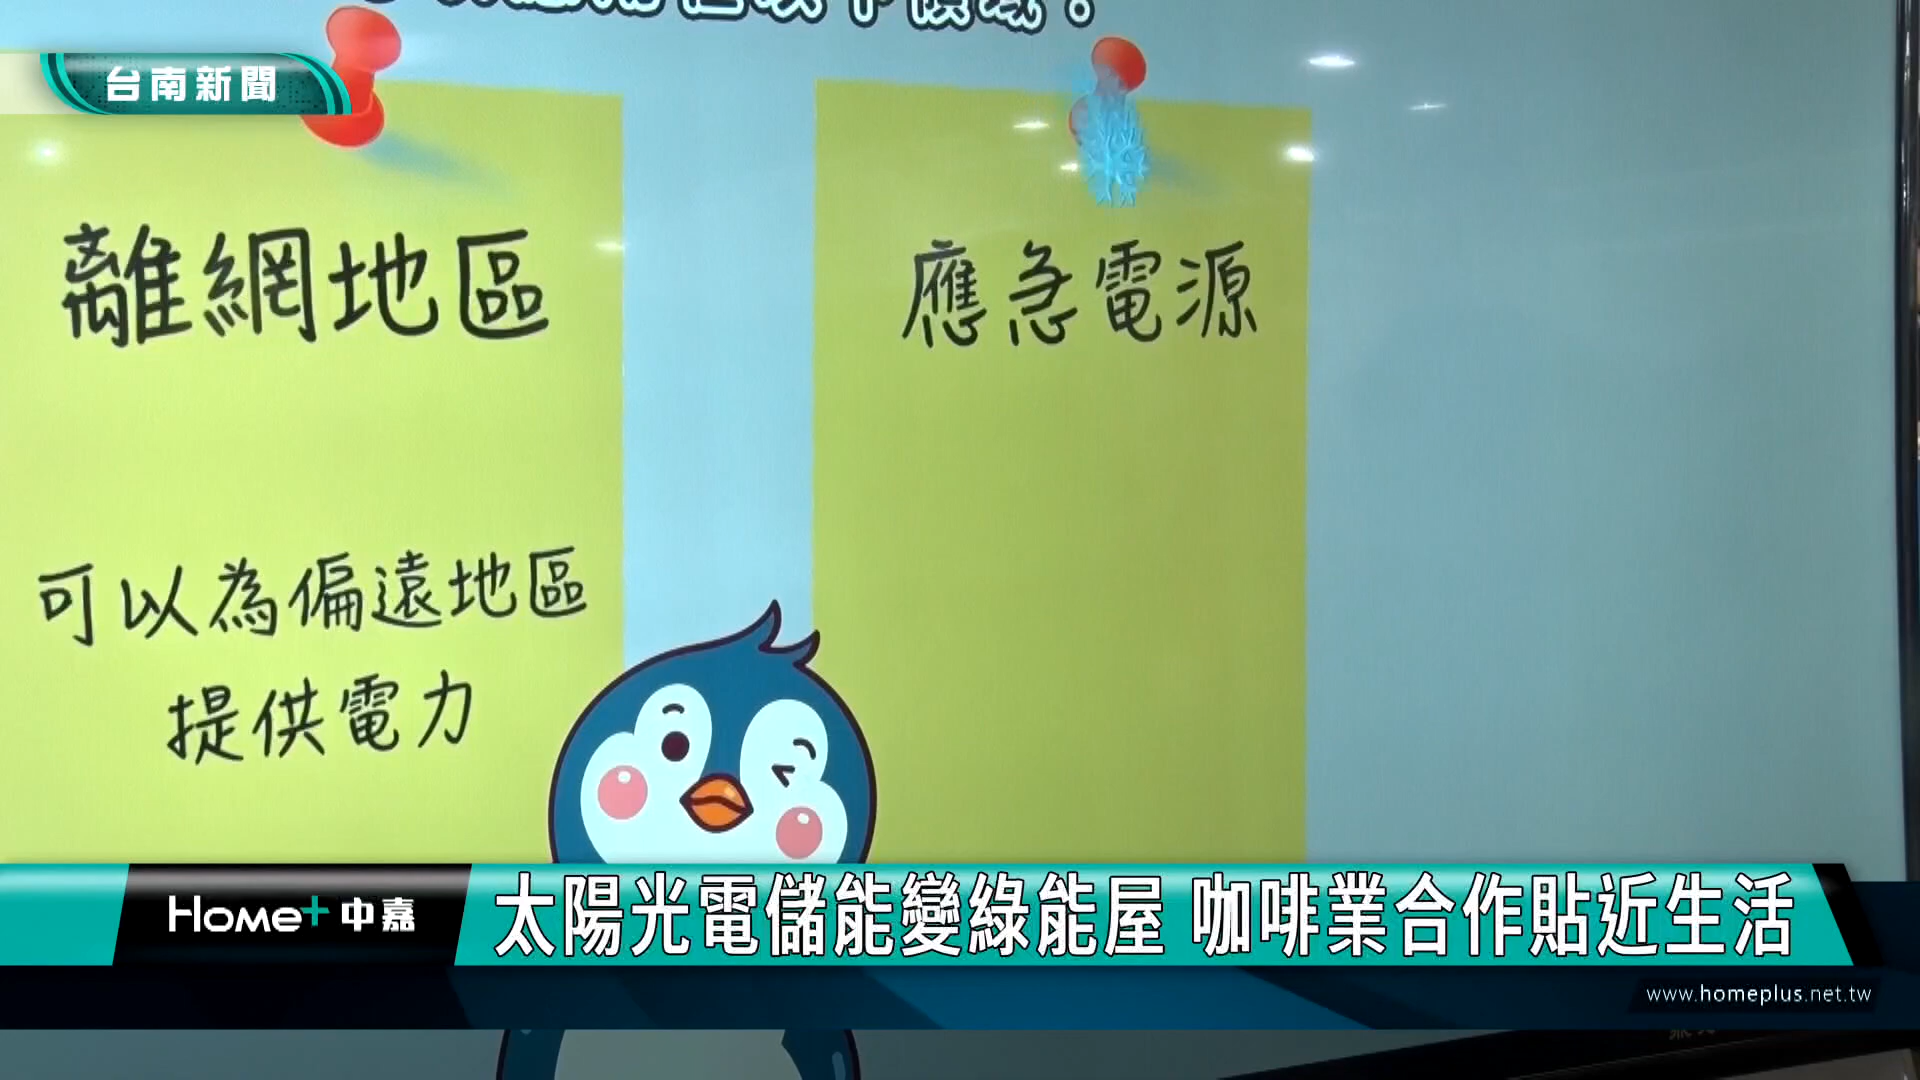 台南新聞
離網地區
應急電源
可以為偏遠地區
提供電力
Home+中嘉
太陽光電儲能變綠能屋 咖啡業合作貼近生活
www.homeplus.net.tw